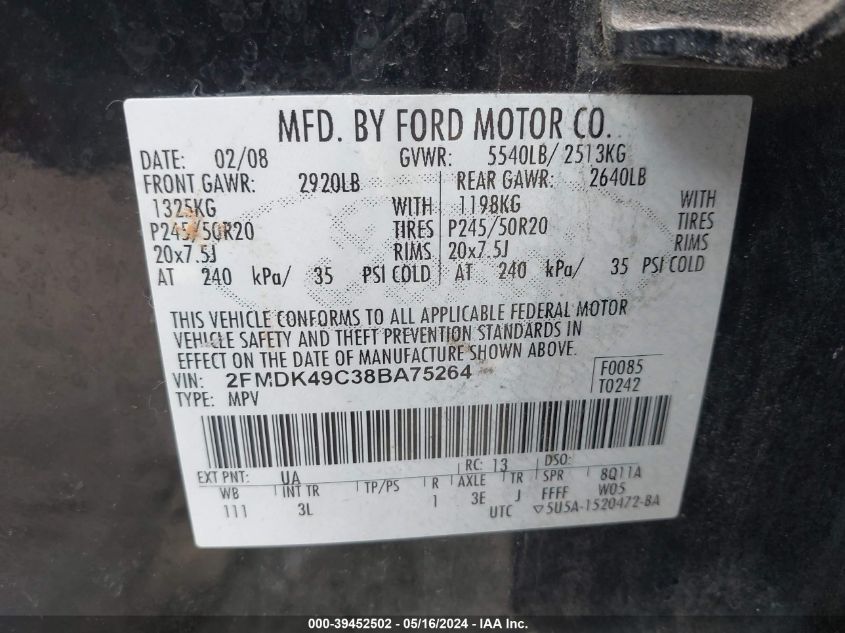 MFD. BY FORD MOTOR CO.
DATE: 02/08 GVWR: 5540LB/ 2513KG
FRONT GAWR: 2920LB REAR GAWR: 2640LB
1325KG WITH 1198KG WITH
P245/50R20 TIRES P245/50R20 TIRES
20x7.5J RIMS 20x7.5J RIMS
AT 240 kPa/ 35 PSI COLD AT 240 kPa/ 35 PSI COLD
THIS VEHICLE CONFORMS TO ALL APPLICABLE FEDERAL MOTOR
VEHICLE SAFETY AND THEFT PREVENTION STANDARDS IN
EFFECT ON THE DATE OF MANUFACTURE SHOWN ABOVE.
VIN: 2FMDK49C38BA75264 F0085
TYPE: MPV T0242
EXT PNT: UA RC: 13 DSO:
WB INT TR TP/PS R AXLE TR SPR 8Q11A
111 3L 1 3E J FFFF W05
UTC ▽5U5A-1520472-BA
000-39452502 - 05/16/2024 - IAA Inc.